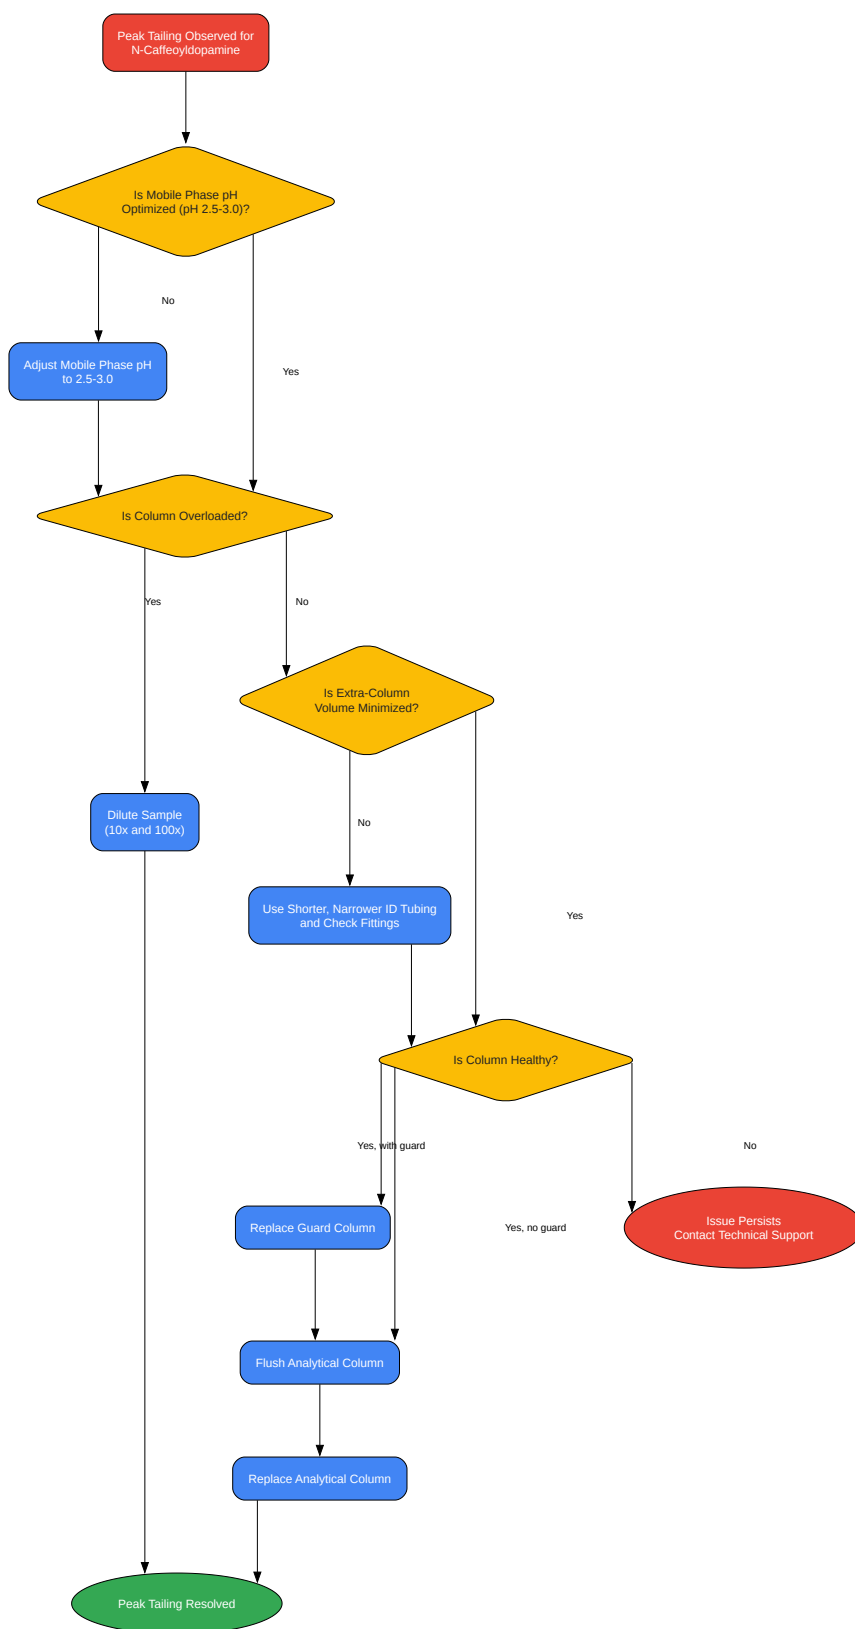 Peak Tailing Observed for
N-Caffeoyldopamine
Is Mobile Phase pH
Optimized (pH 2.5-3.0)?
No
Adjust Mobile Phase pH
to 2.5-3.0
Yes
Is Column Overloaded?
Yes
No
Is Extra-Column
Volume Minimized?
Dilute Sample
(10x and 100x)
No
Use Shorter, Narrower ID Tubing
and Check Fittings
Yes
Is Column Healthy?
Yes, with guard
No
Replace Guard Column
Yes, no guard
Issue Persists
Contact Technical Support
Flush Analytical Column
Replace Analytical Column
Peak Tailing Resolved